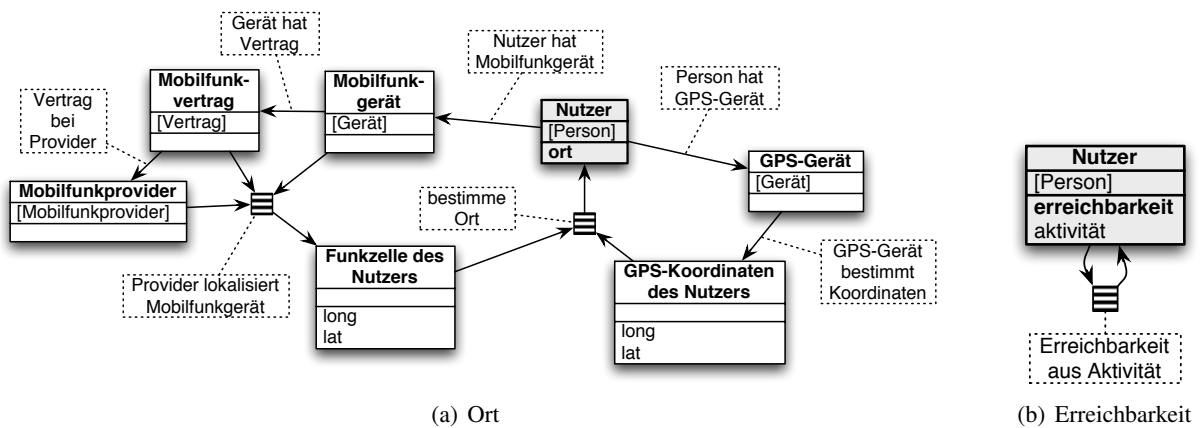 Gerät hat
Vertrag
Nutzer hat
Mobilfunkgerät
Person hat
GPS-Gerät
Vertrag
bei
Provider
Mobilfunk-
vertrag
[Vertrag]
Mobilfunk-
gerät
[Gerät]
Nutzer
[Person]
ort
GPS-Gerät
[Gerät]
Mobilfunkprovider
[Mobilfunkprovider]
bestimme
Ort
Provider lokalisiert
Mobilfunkgerät
Funkzelle des
Nutzers
long
lat
GPS-Koordinaten
des Nutzers
long
lat
GPS-Gerät
bestimmt
Koordinaten
(a) Ort
Nutzer
[Person]
erreichbarkeit
aktivität
Erreichbarkeit
aus Aktivität
(b) Erreichbarkeit